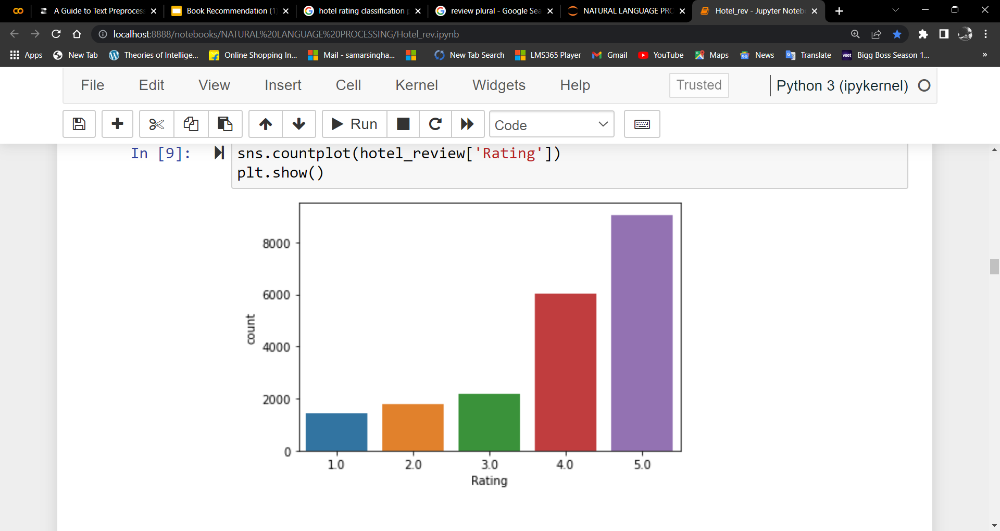 A Guide to Text Preprocess
Book Recommendation (1)
hotel rating classification p
review plural - Google Sea
NATURAL LANGUAGE PRC
Hotel_rev - Jupyter Noteb
localhost:8888/notebooks/NATURAL%20LANGUAGE%20PROCESSING/Hotel_rev.ipynb
Apps New Tab Theories of Intellige... Online Shopping In... Mail - samarsingha... New Tab Search LMS365 Player Gmail YouTube Maps News Translate voot Bigg Boss Season 1... »
File Edit View Insert Cell Kernel Widgets Help Trusted Python 3 (ipykernel)
Run Code
In [9]: sns.countplot(hotel_review['Rating'])
plt.show()
8000
6000
4000
2000
0
count
1.0 2.0 3.0 4.0 5.0
Rating